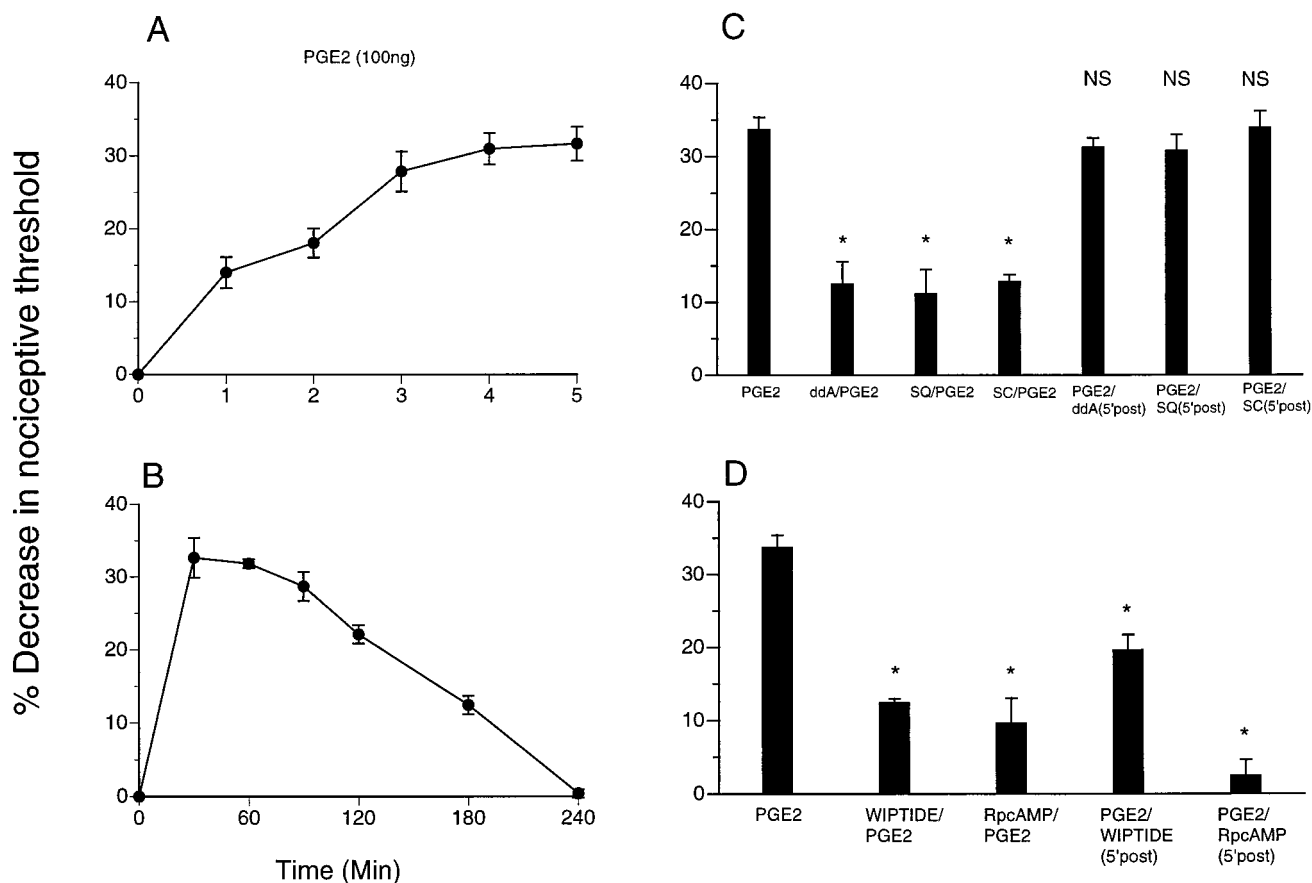 % Decrease in nociceptive threshold
A
PGE2 (100ng)
40
30
20
10
0
0 1 2 3 4 5
B
40
30
20
10
0
0 60 120 180 240
Time (Min)
C
40
30
20
10
0
* * * NS NS NS
PGE2 ddA/PGE2 SQ/PGE2 SC/PGE2 PGE2/ PGE2/ PGE2/
ddA(5'post) SQ(5'post) SC(5'post)
D
40
30
20
10
0
* * * *
PGE2 WIPTIDE/ RpcAMP/ PGE2/ PGE2/
PGE2 PGE2 WIPTIDE RpcAMP
(5'post) (5'post)